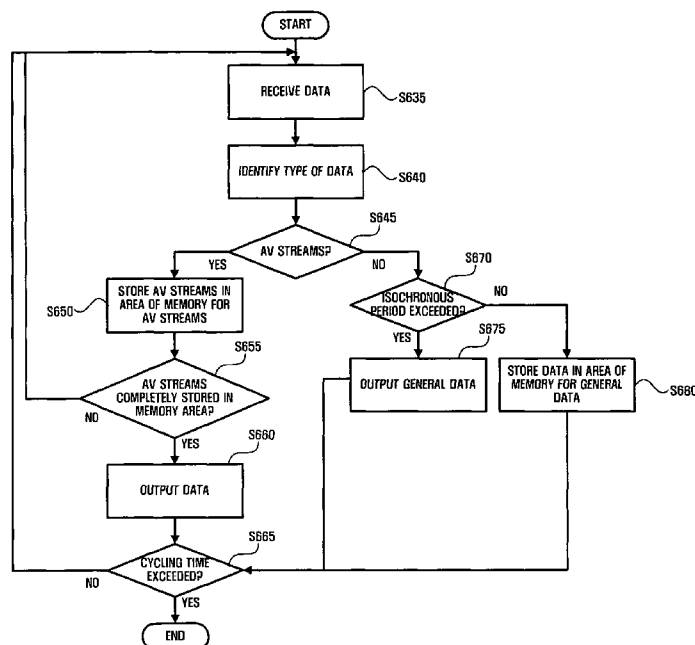 START
RECEIVE DATA
S635
IDENTIFY TYPE OF DATA
S640
S645
AV STREAMS?
YES
NO
S670
STORE AV STREAMS IN
AREA OF MEMORY FOR
AV STREAMS
S650
ISOCHRONOUS
PERIOD EXCEEDED?
NO
YES
S675
S655
AV STREAMS
COMPLETELY STORED IN
MEMORY AREA?
NO
YES
OUTPUT GENERAL DATA
STORE DATA IN AREA OF
MEMORY FOR GENERAL
DATA
S680
S660
OUTPUT DATA
S665
CYCLING TIME
EXCEEDED?
NO
YES
END